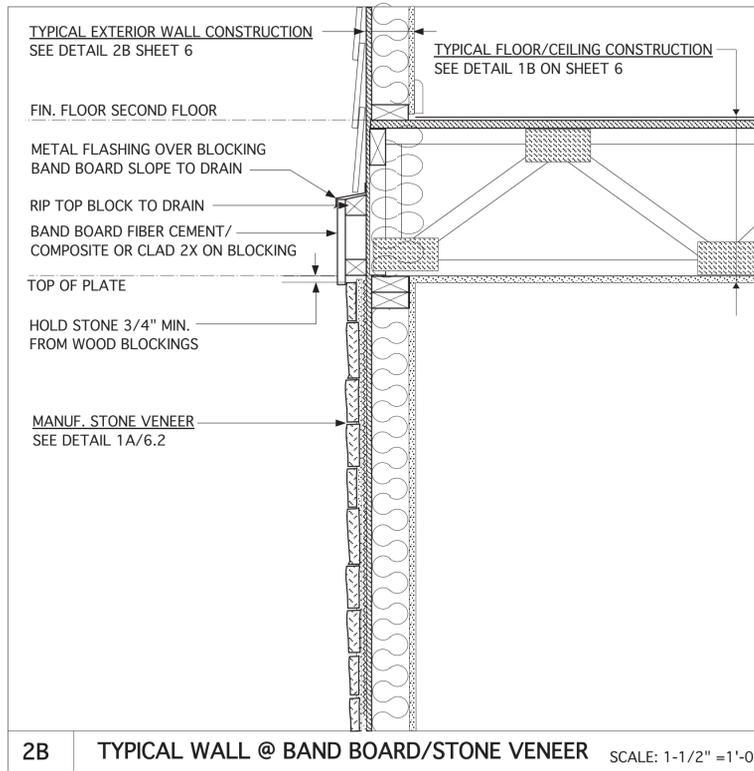 TYPICAL EXTERIOR WALL CONSTRUCTION
SEE DETAIL 2B SHEET 6
TYPICAL FLOOR/CEILING CONSTRUCTION
SEE DETAIL 1B ON SHEET 6
FIN. FLOOR SECOND FLOOR
METAL FLASHING OVER BLOCKING
BAND BOARD SLOPE TO DRAIN
RIP TOP BLOCK TO DRAIN
BAND BOARD FIBER CEMENT/
COMPOSITE OR CLAD 2X ON BLOCKING
TOP OF PLATE
HOLD STONE 3/4" MIN.
FROM WOOD BLOCKINGS
MANUF. STONE VENEER
SEE DETAIL 1A/6.2
2B TYPICAL WALL @ BAND BOARD/STONE VENEER SCALE: 1-1/2" =1'-0